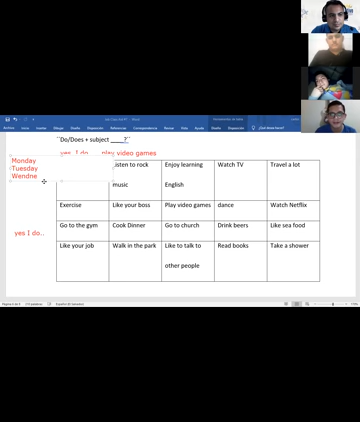 ¨Do/Does + subject ____?¨
yes, I do play video games
Monday
Tuesday
Wendne
yes I do..
Listen to rock music
Enjoy learning English
Watch TV
Travel a lot
Exercise
Like your boss
Play video games
dance
Watch Netflix
Go to the gym
Cook Dinner
Go to church
Drink beers
Like sea food
Like your job
Walk in the park
Like to talk to other people
Read books
Take a shower